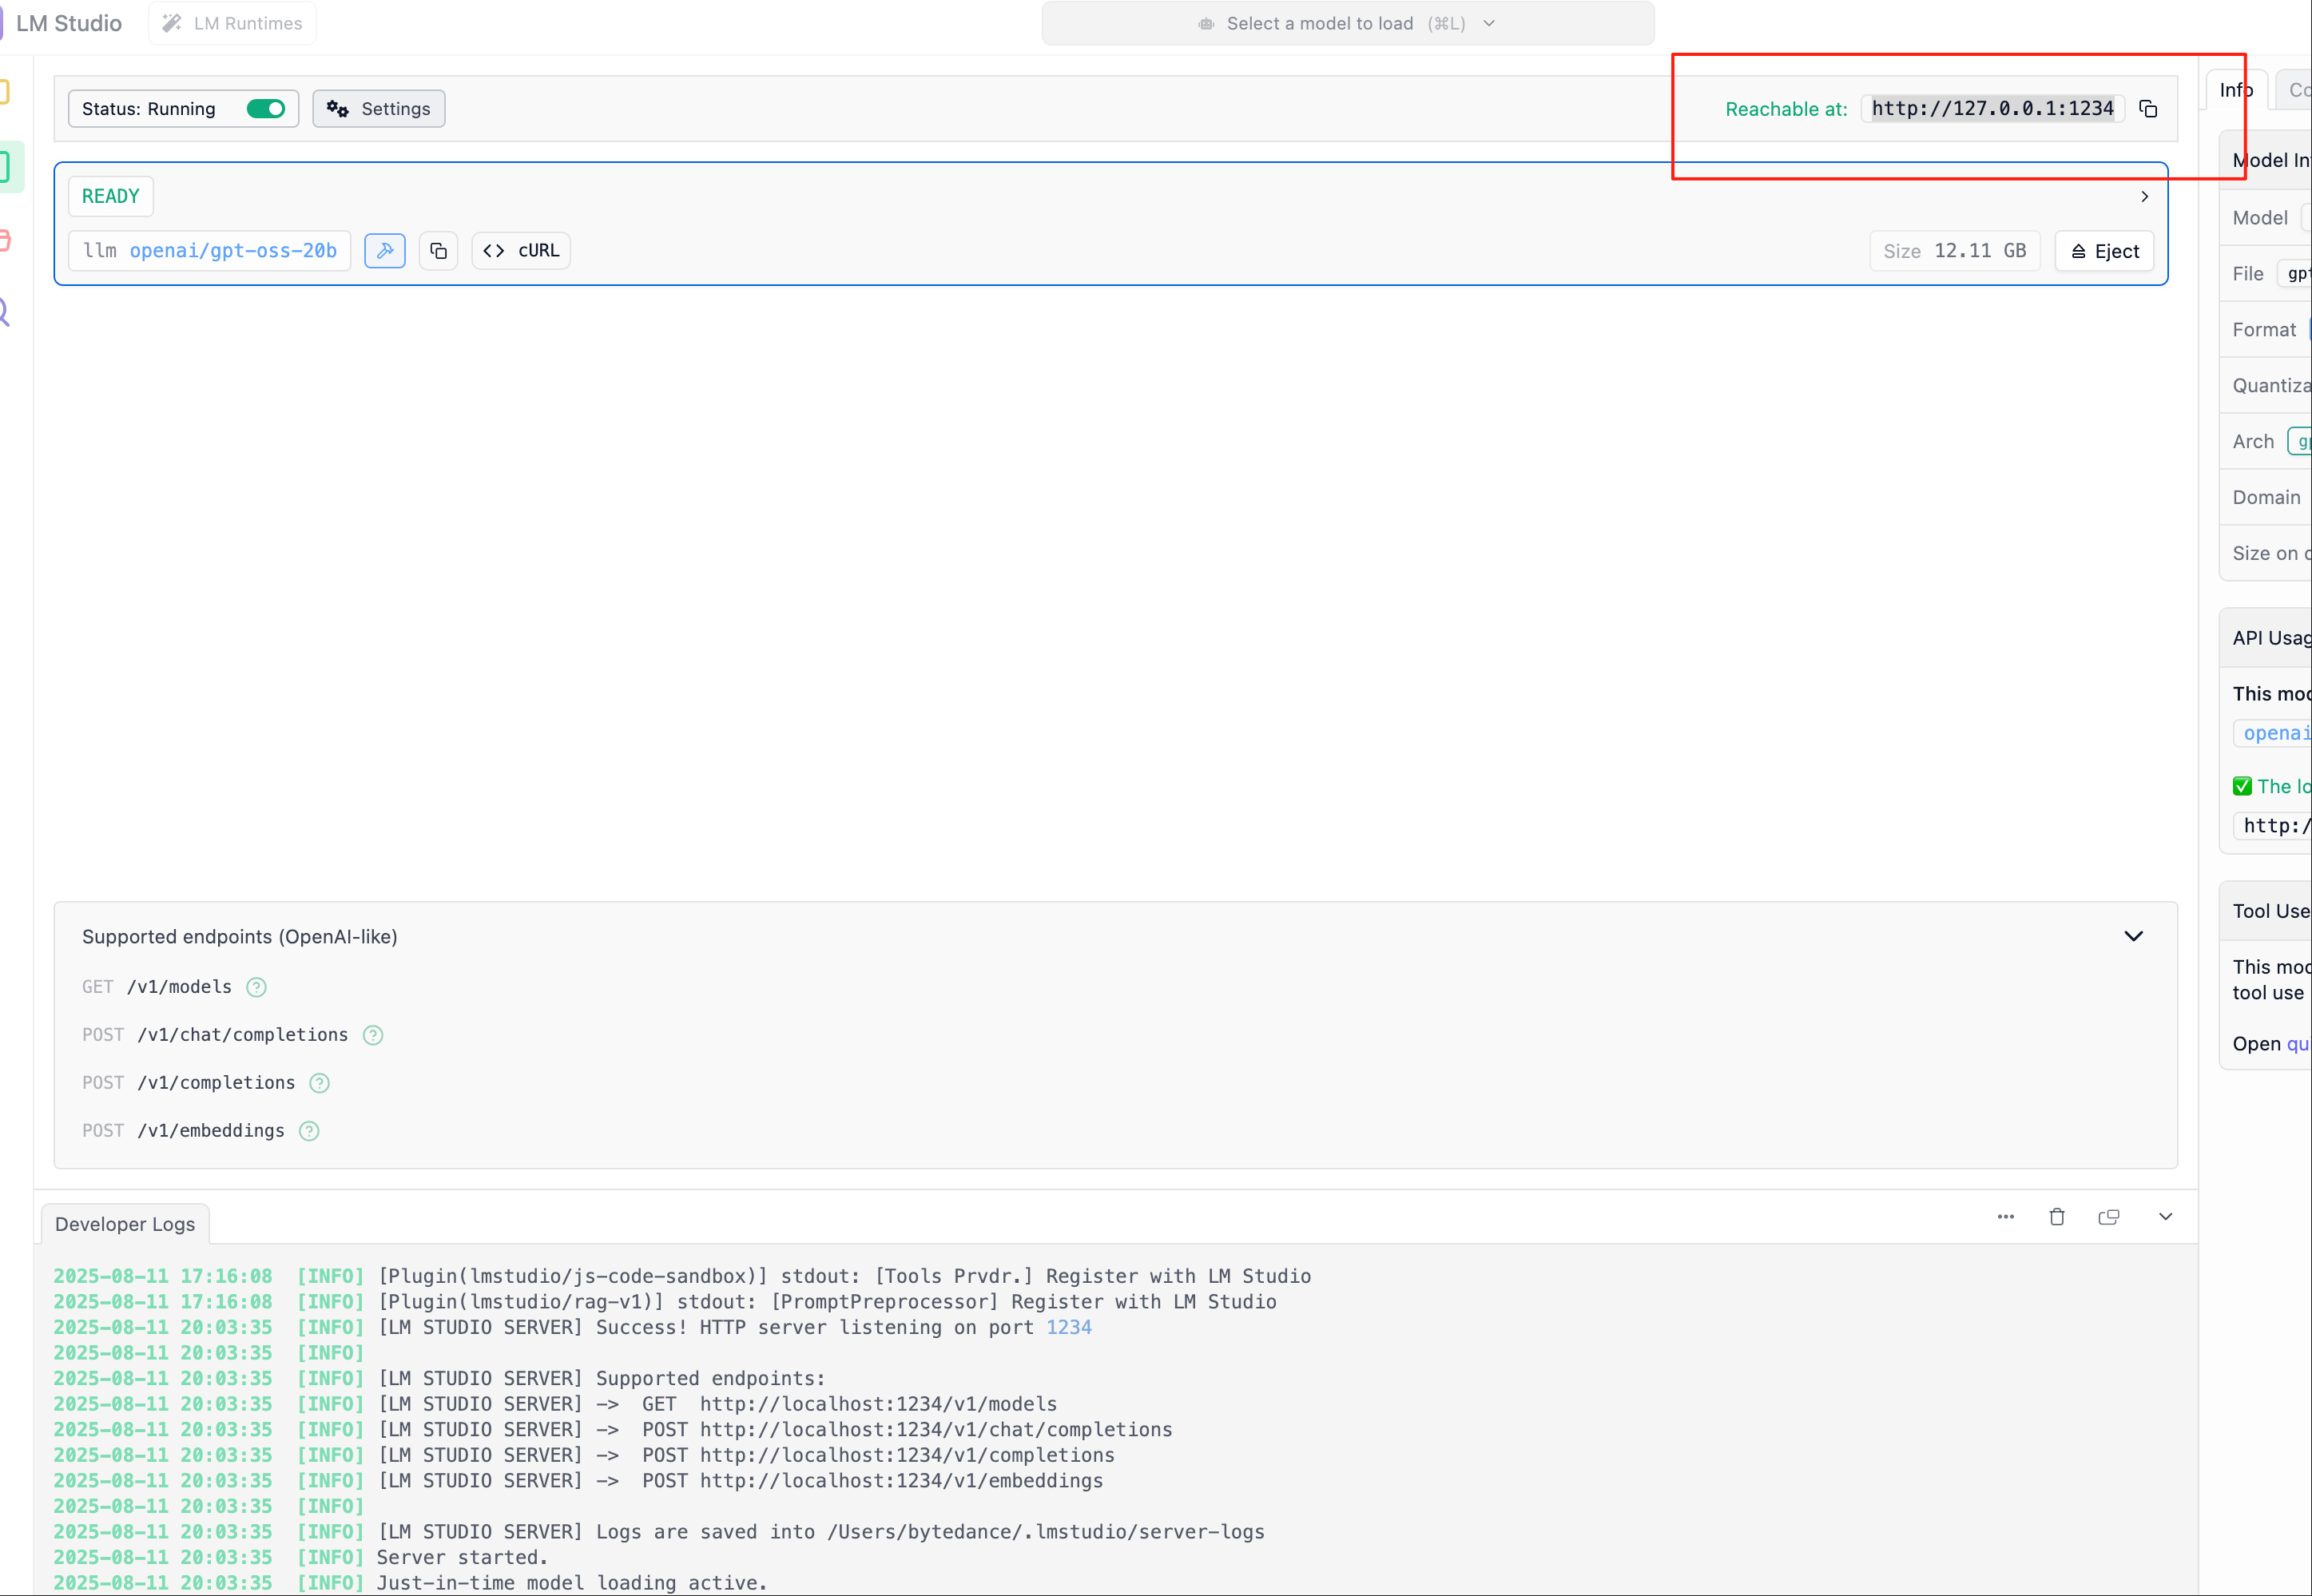 LM Studio
LM Runtimes
Select a model to load (⌘L)
Status: Running
Settings
Reachable at: http://127.0.0.1:1234
READY
llm openai/gpt-oss-20b
cURL
Size 12.11 GB
Eject
Supported endpoints (OpenAI-like)
GET /v1/models
POST /v1/chat/completions
POST /v1/completions
POST /v1/embeddings
Developer Logs
2025-08-11 17:16:08 [INFO] [Plugin(lmstudio/js-code-sandbox)] stdout: [Tools Prvdr.] Register with LM Studio
2025-08-11 17:16:08 [INFO] [Plugin(lmstudio/rag-v1)] stdout: [PromptPreprocessor] Register with LM Studio
2025-08-11 20:03:35 [INFO] [LM STUDIO SERVER] Success! HTTP server listening on port 1234
2025-08-11 20:03:35 [INFO]
2025-08-11 20:03:35 [INFO] [LM STUDIO SERVER] Supported endpoints:
2025-08-11 20:03:35 [INFO] [LM STUDIO SERVER] -> GET http://localhost:1234/v1/models
2025-08-11 20:03:35 [INFO] [LM STUDIO SERVER] -> POST http://localhost:1234/v1/chat/completions
2025-08-11 20:03:35 [INFO] [LM STUDIO SERVER] -> POST http://localhost:1234/v1/completions
2025-08-11 20:03:35 [INFO] [LM STUDIO SERVER] -> POST http://localhost:1234/v1/embeddings
2025-08-11 20:03:35 [INFO]
2025-08-11 20:03:35 [INFO] [LM STUDIO SERVER] Logs are saved into /Users/bytedance/.lmstudio/server-logs
2025-08-11 20:03:35 [INFO] Server started.
2025-08-11 20:03:35 [INFO] Just-in-time model loading active.
Info
Model
Model
File
Format
Arch
Domain
Size on
API
This
http:/
Tool Use
This
tool use
Open